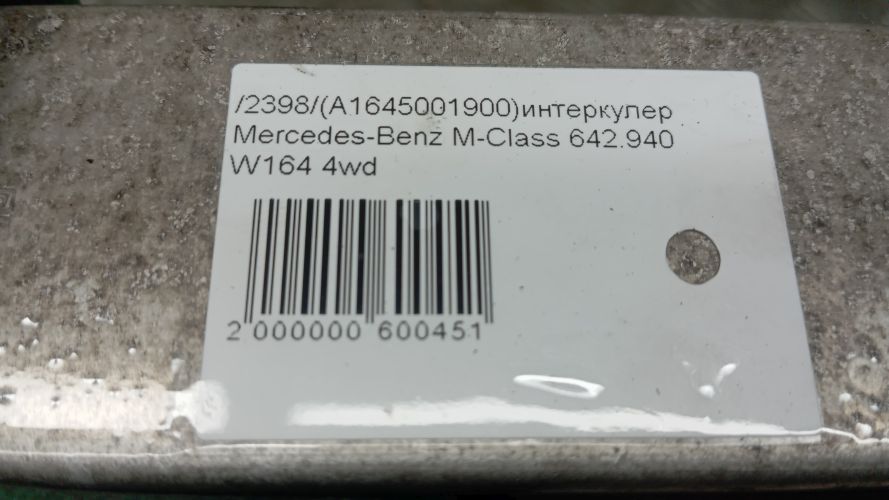 /2398/(A1645001900)интеркулер
Mercedes-Benz M-Class 642.940
W164 4wd
2 000000 600451